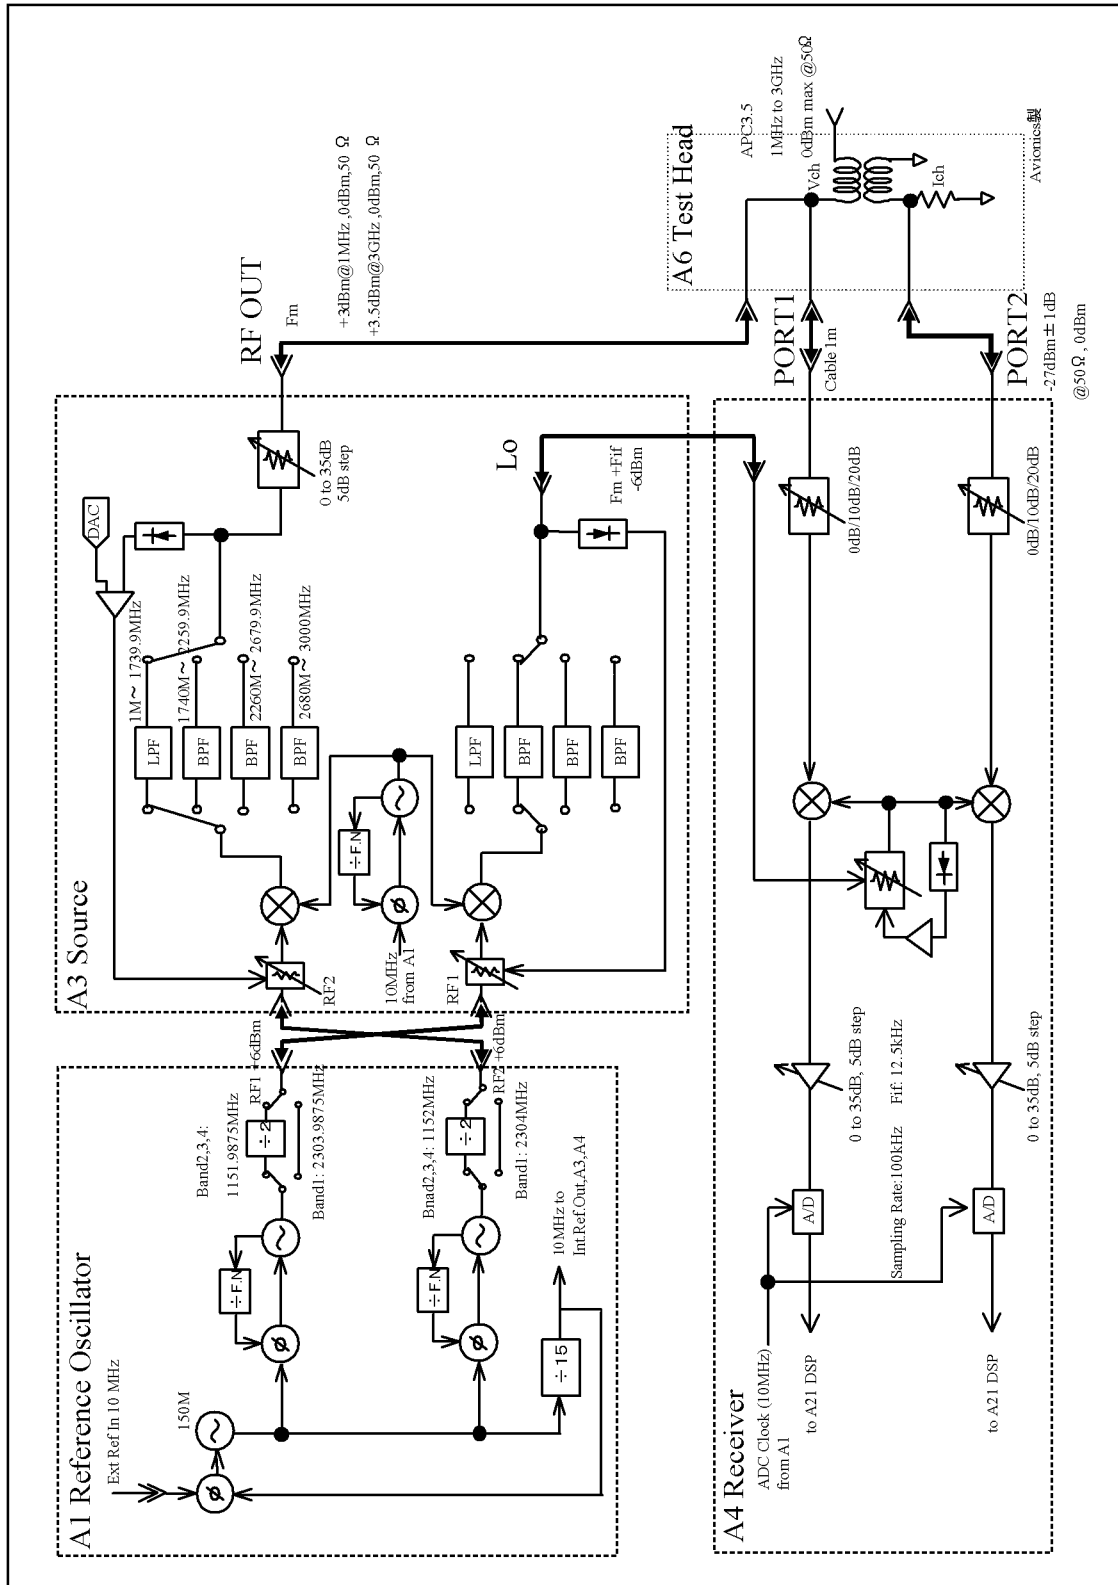 A1 Reference Oscillator
Ext Ref In 10 MHz
150M
ø
ø
÷F.N
Band2,3,4:
1151.9875MHz
÷2
RF1 +6dBm
Band1: 2303.9875MHz
ø
÷F.N
Bnad2,3,4: 1152MHz
÷2
RF2 +6dBm
Band1: 2304MHz
÷15
10MHz to
Int.Ref.Out,A3,A4
A3 Source
RF2
DAC
LPF
1M～ 1739.9MHz
BPF
1740M～ 2259.9MHz
BPF
2260M～ 2679.9MHz
BPF
2680M～ 3000MHz
0 to 35dB
5dB step
÷F.N
ø
10MHz
from A1
RF1
LPF
BPF
BPF
BPF
Lo
Fm +Fif
-6dBm
RF OUT
Fm
+3dBm@1MHz ,0dBm,50 Ω
+3.5dBm@3GHz ,0dBm,50 Ω
A6 Test Head
APC3.5
1MHz to 3GHz
0dBm max @50Ω
Vch
Ich
Avionics製
PORT1
Cable 1m
PORT2
-27dBm± 1dB
@50Ω , 0dBm
A4 Receiver
ADC Clock (10MHz)
from A1
to A21 DSP
A/D
0 to 35dB, 5dB step
0dB/10dB/20dB
Sampling Rate:100kHz Fif: 12.5kHz
to A21 DSP
A/D
0 to 35dB, 5dB step
0dB/10dB/20dB